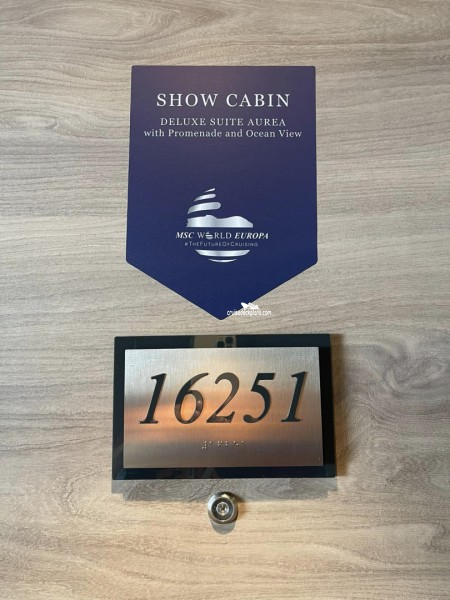 SHOW CABIN
DELUXE SUITE AUREA
with Promenade and Ocean View
MSC WORLD EUROPA
#THEFUTUREOFCRUISING
cruisedeckplans.com
16251